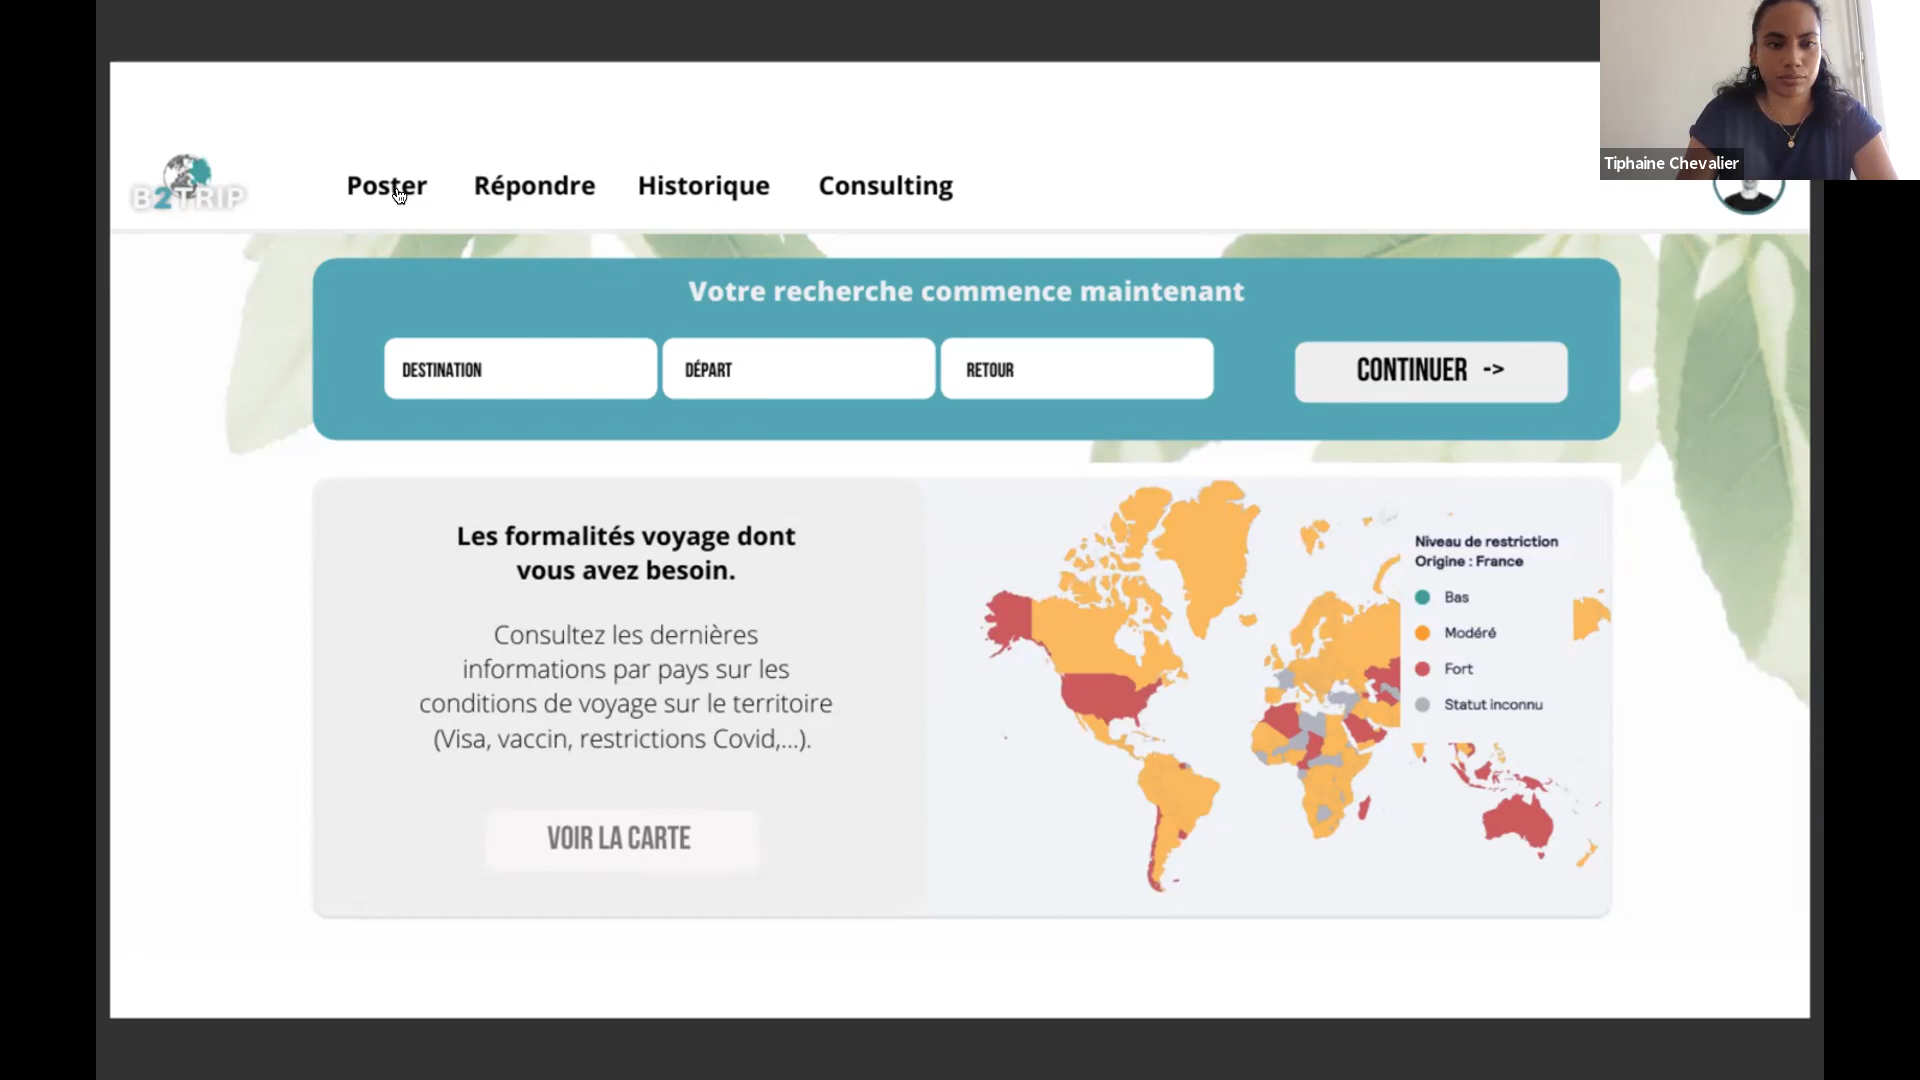 Tiphaine Chevalier
B2TRIP
Poster
Répondre
Historique
Consulting
Votre recherche commence maintenant
DESTINATION
DÉPART
RETOUR
CONTINUER ->
Les formalités voyage dont
vous avez besoin.
Consultez les dernières
informations par pays sur les
conditions de voyage sur le territoire
(Visa, vaccin, restrictions Covid,...).
VOIR LA CARTE
Niveau de restriction
Origine : France
Bas
Modéré
Fort
Statut inconnu